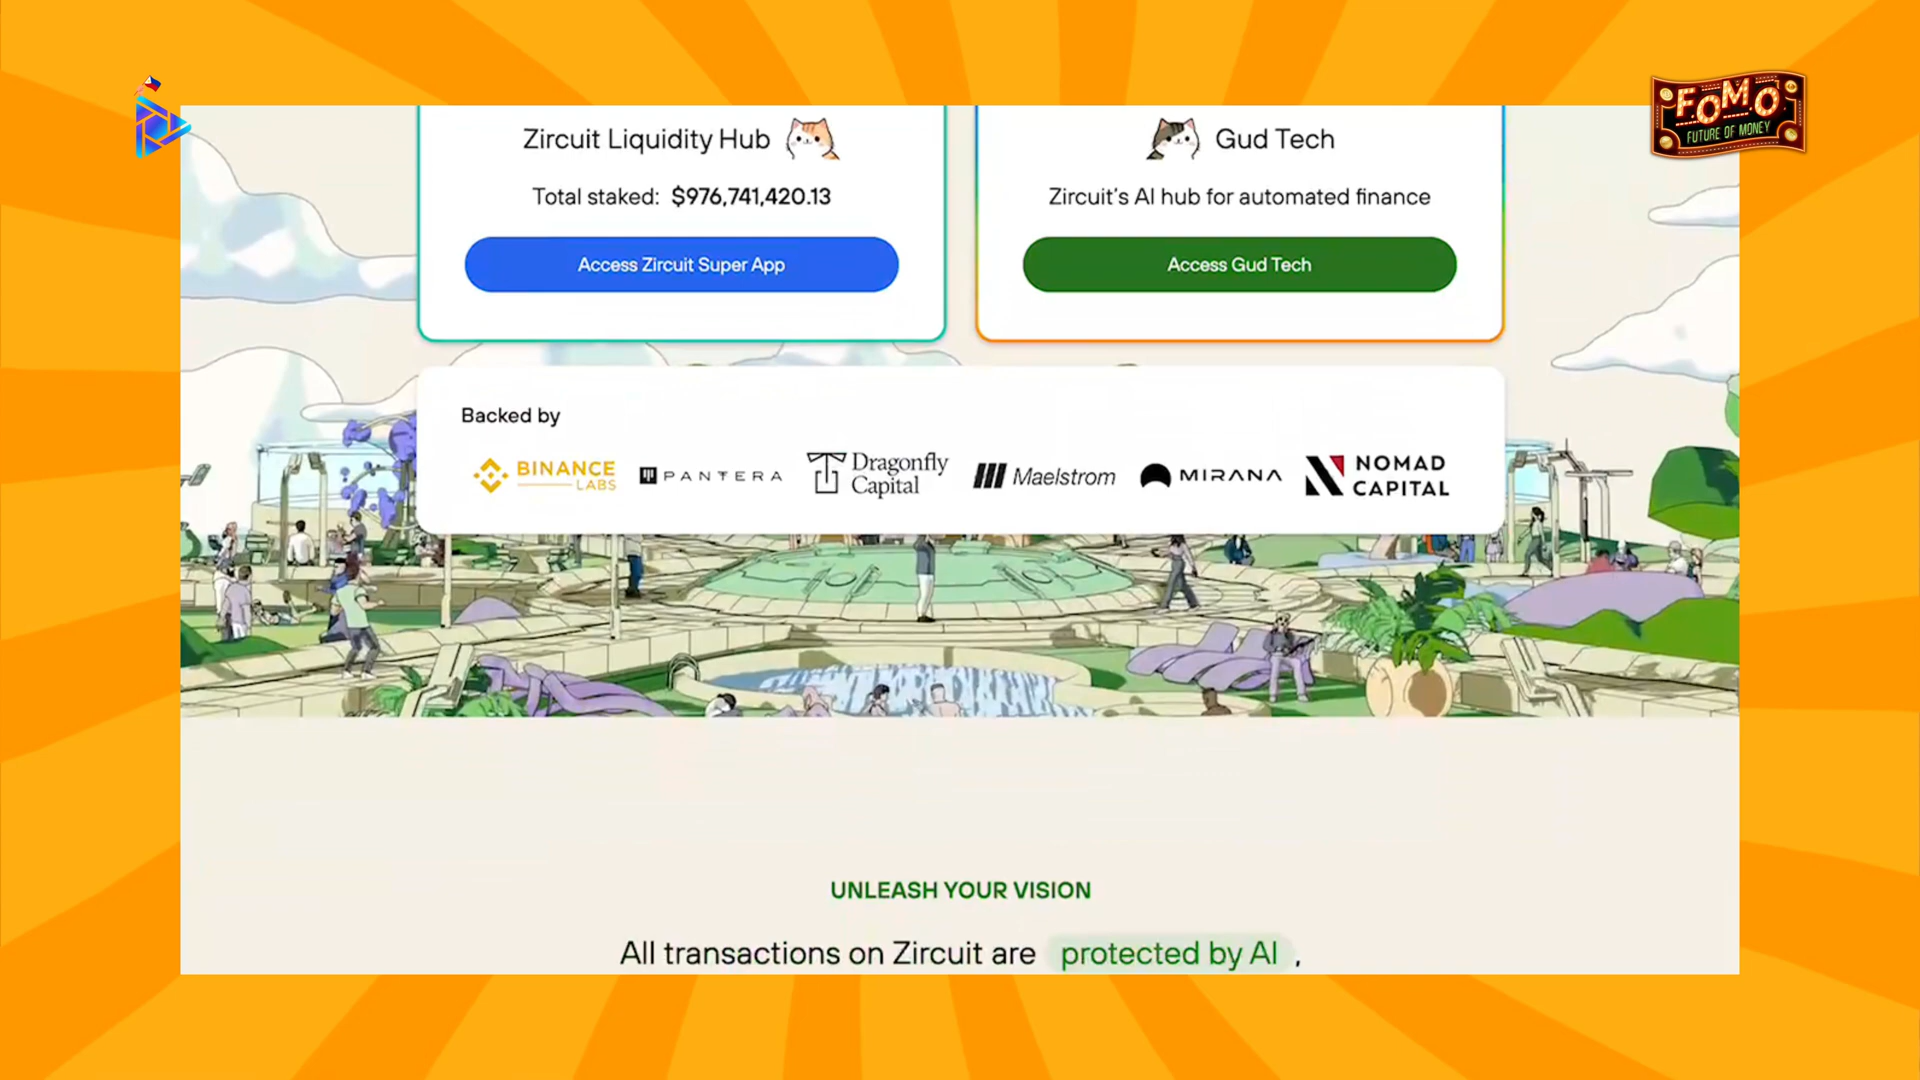 F.O.M.O
FUTURE OF MONEY
Zircuit Liquidity Hub
Total staked: $976,741,420.13
Access Zircuit Super App
Gud Tech
Zircuit's AI hub for automated finance
Access Gud Tech
Backed by
BINANCE
LABS
PANTERA
Dragonfly
Capital
Maelstrom
MIRANA
NOMAD
CAPITAL
UNLEASH YOUR VISION
All transactions on Zircuit are protected by AI ,